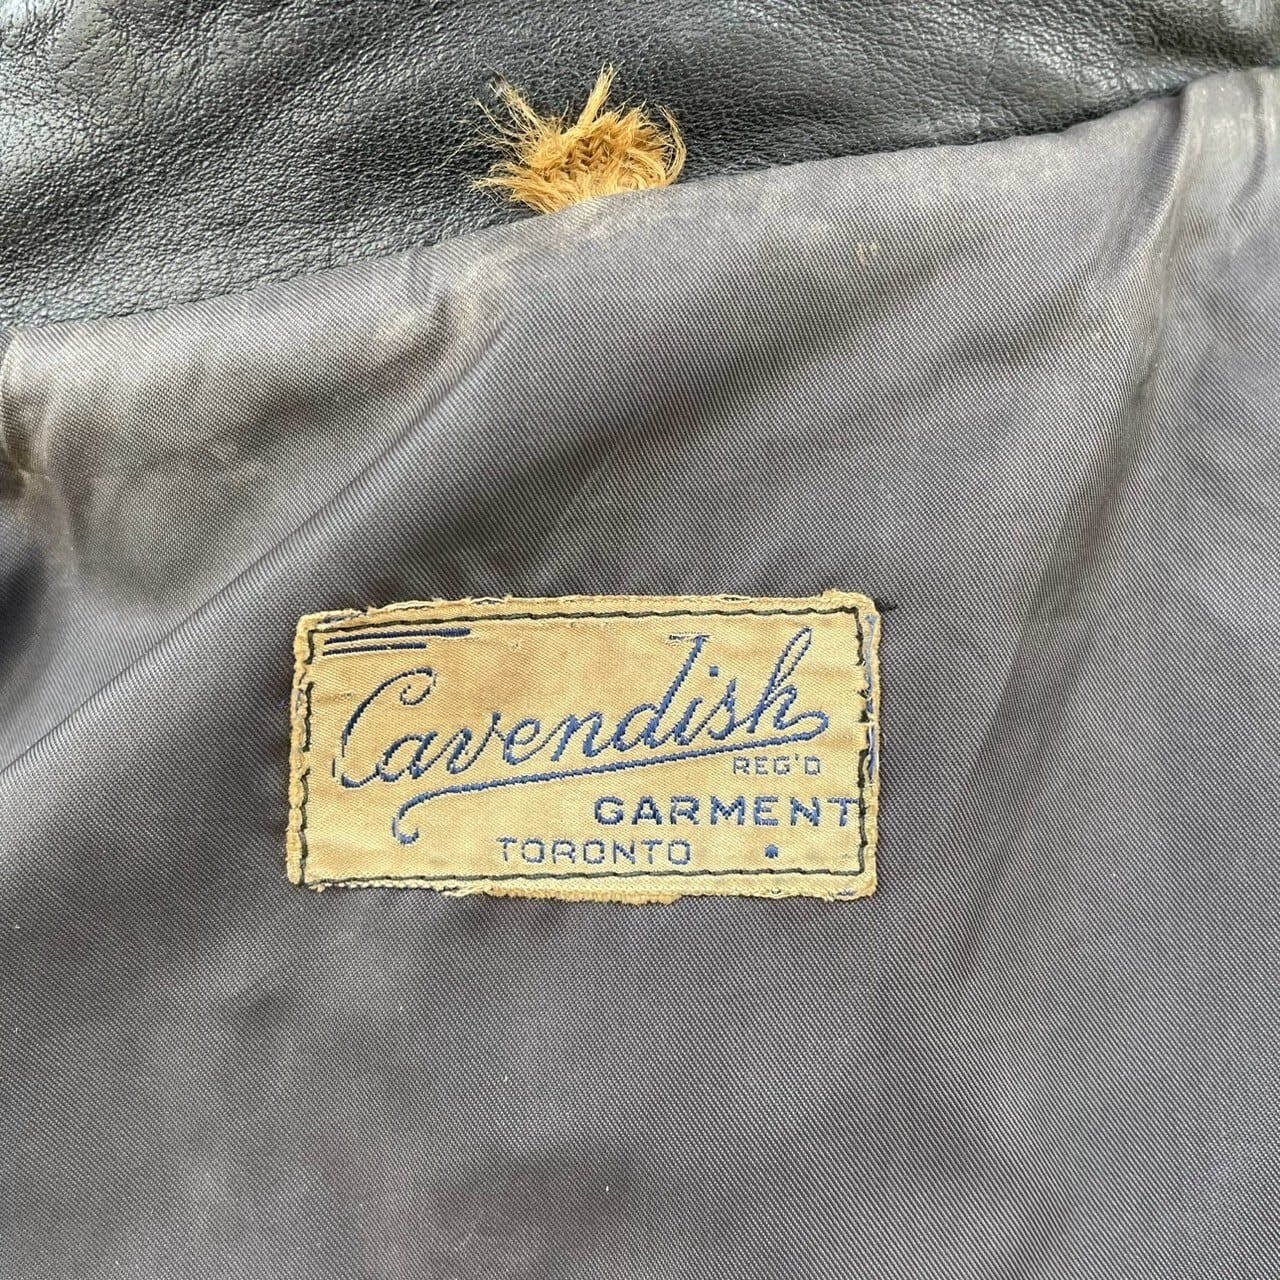 Cavendish
REG'D
GARMENT
TORONTO